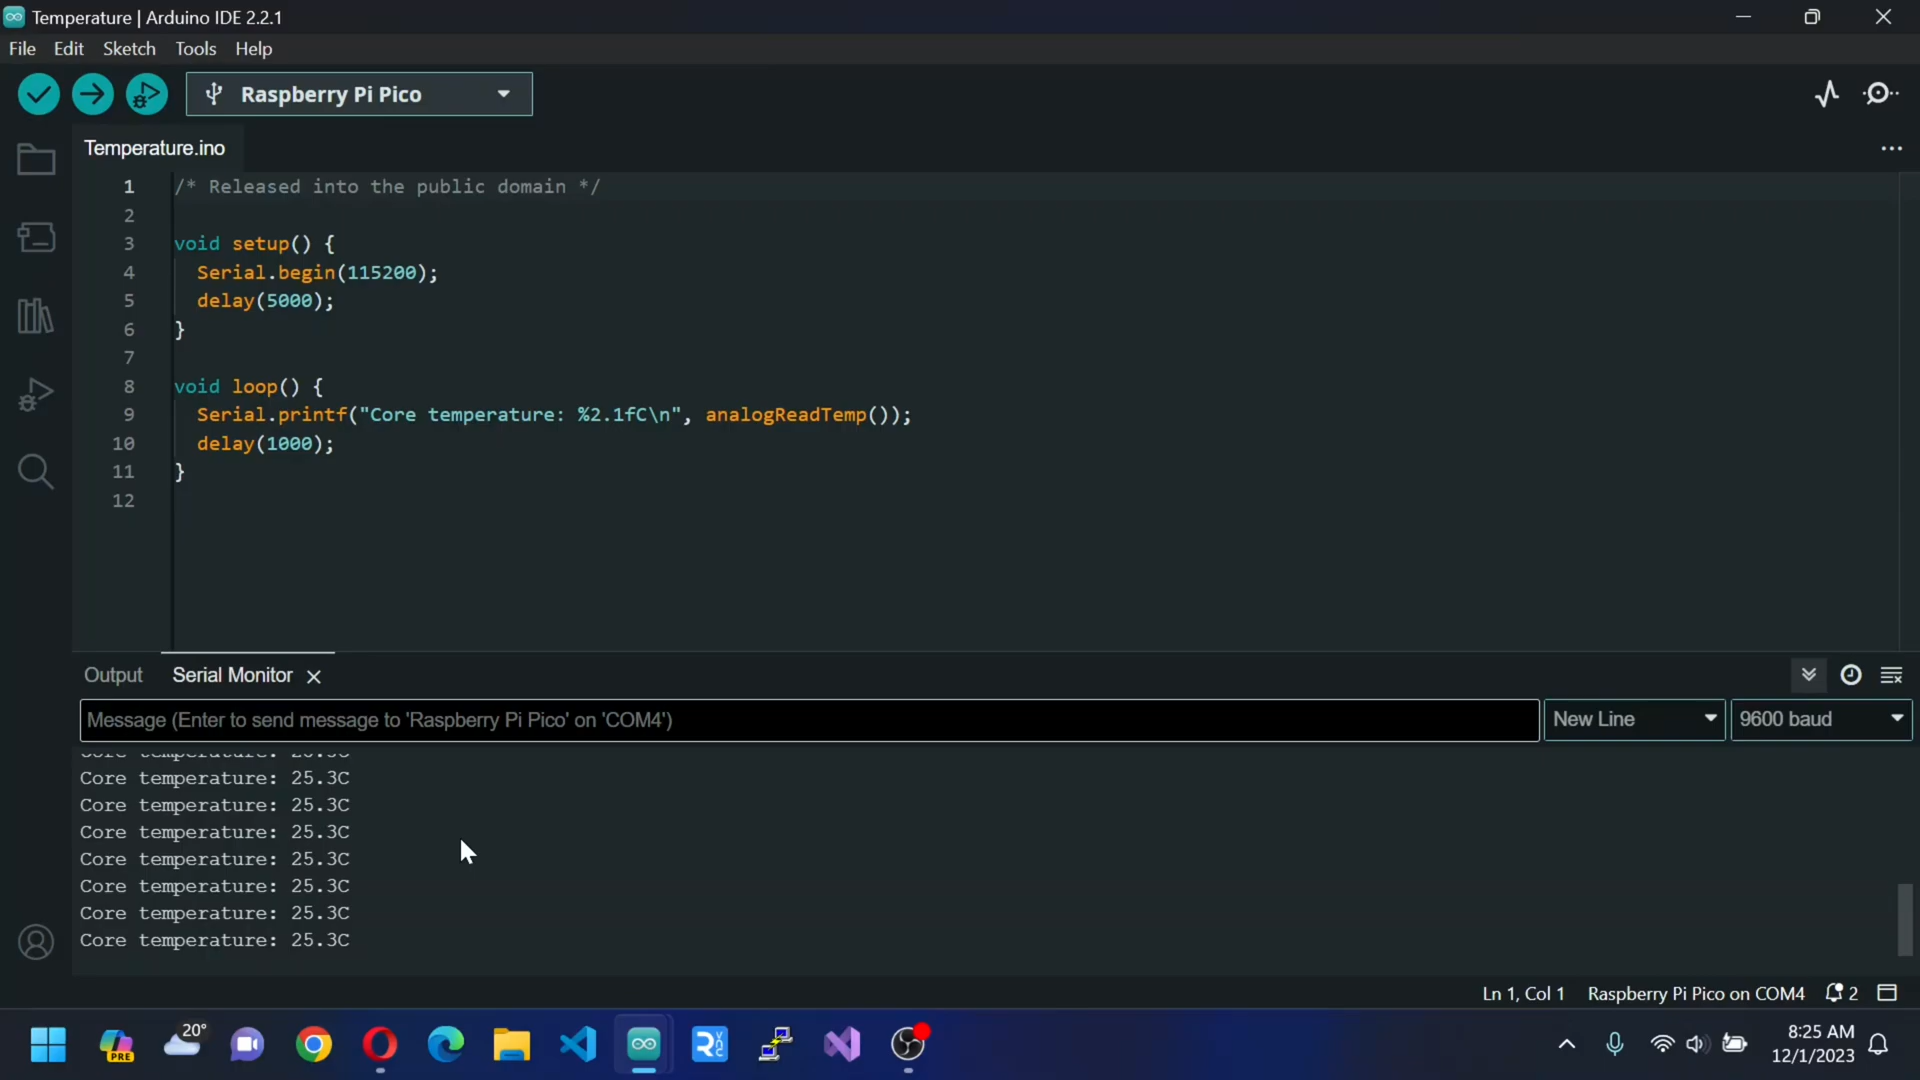 Temperature | Arduino IDE 2.2.1
File Edit Sketch Tools Help
Raspberry Pi Pico
Temperature.ino
1 /* Released into the public domain */
2
3 void setup() {
4 Serial.begin(115200);
5 delay(5000);
6 }
7
8 void loop() {
9 Serial.printf("Core temperature: %2.1fC\n", analogReadTemp());
10 delay(1000);
11 }
12
Output Serial Monitor
Message (Enter to send message to 'Raspberry Pi Pico' on 'COM4') New Line 9600 baud
Core temperature:
Core temperature: 25.3C
Core temperature: 25.3C
Core temperature: 25.3C
Core temperature: 25.3C
Core temperature: 25.3C
Core temperature: 25.3C
Core temperature: 25.3C
Ln 1, Col 1 Raspberry Pi Pico on COM4 2
PRE 20° 8:25 AM
12/1/2023